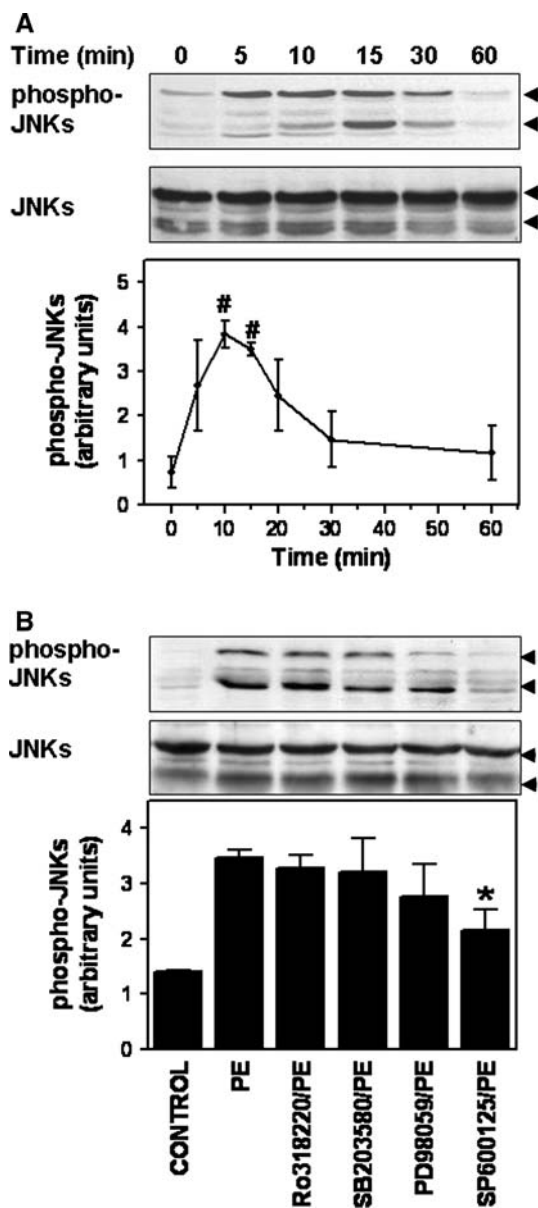 A
Time (min) 0 5 10 15 30 60
phospho-
JNKs
JNKs
phospho-JNKs
(arbitrary units)
5
4
3
2
1
0
#
#
0 10 20 30 40 50 60
Time (min)
B
phospho-
JNKs
JNKs
phospho-JNKs
(arbitrary units)
4
3
2
1
0
*
CONTROL
PE
Ro318220/PE
SB203580/PE
PD98059/PE
SP600125/PE